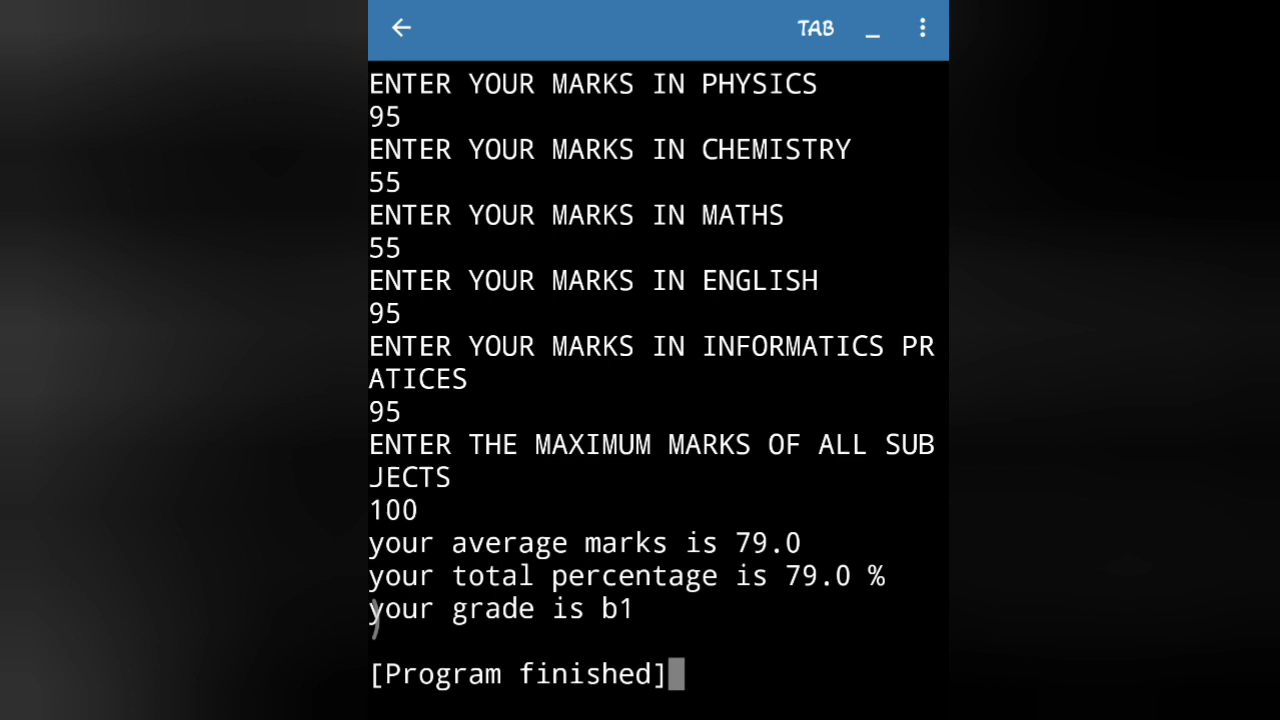 TAB _
ENTER YOUR MARKS IN PHYSICS
95
ENTER YOUR MARKS IN CHEMISTRY
55
ENTER YOUR MARKS IN MATHS
55
ENTER YOUR MARKS IN ENGLISH
95
ENTER YOUR MARKS IN INFORMATICS PR
ATICES
95
ENTER THE MAXIMUM MARKS OF ALL SUB
JECTS
100
your average marks is 79.0
your total percentage is 79.0 %
your grade is b1
[Program finished]